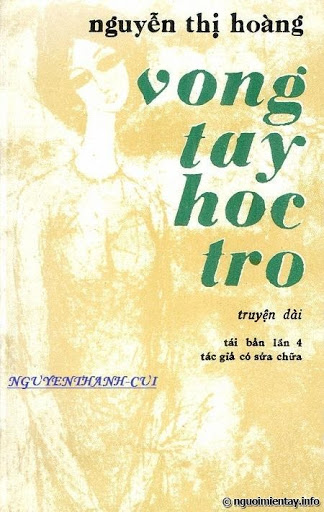 nguyễn thị hoàng
vong
tay
hoc
tro
truyện dài
tái bản lần 4
tác giả có sửa chữa
NGUYENTHANH-CUI
© nguoimientay.info